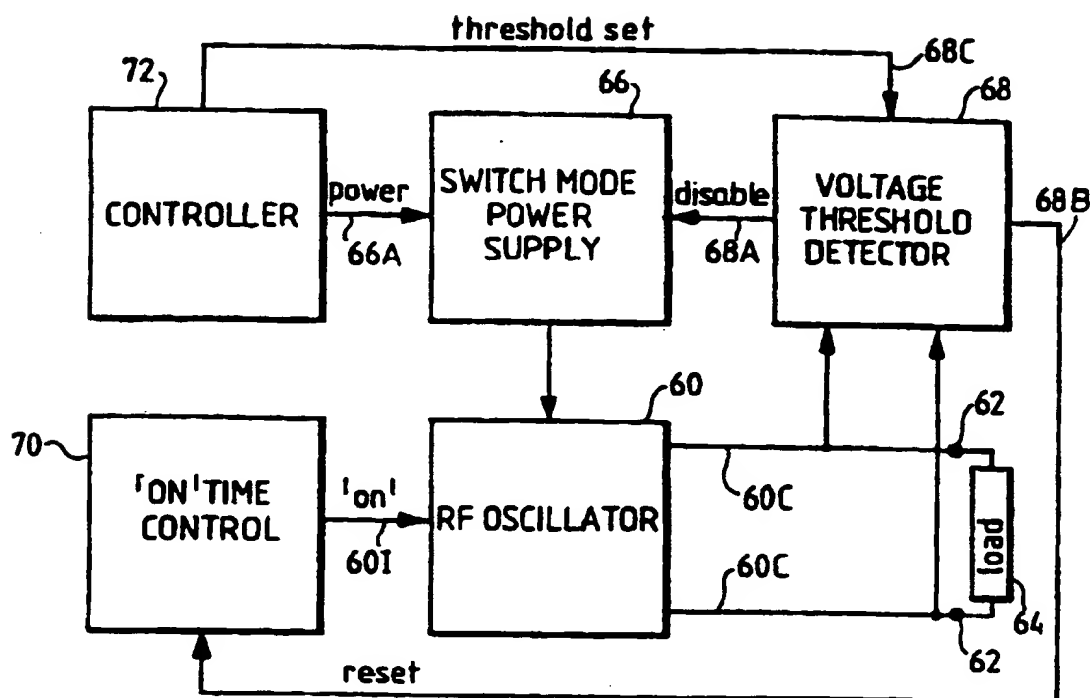 threshold set
72
66
68C
68
CONTROLLER
power
66A
SWITCH MODE
POWER
SUPPLY
disable
68A
VOLTAGE
THRESHOLD
DETECTOR
68B
70
'ON' TIME
CONTROL
'on'
60I
60
RF OSCILLATOR
60C
60C
62
load
62
64
reset